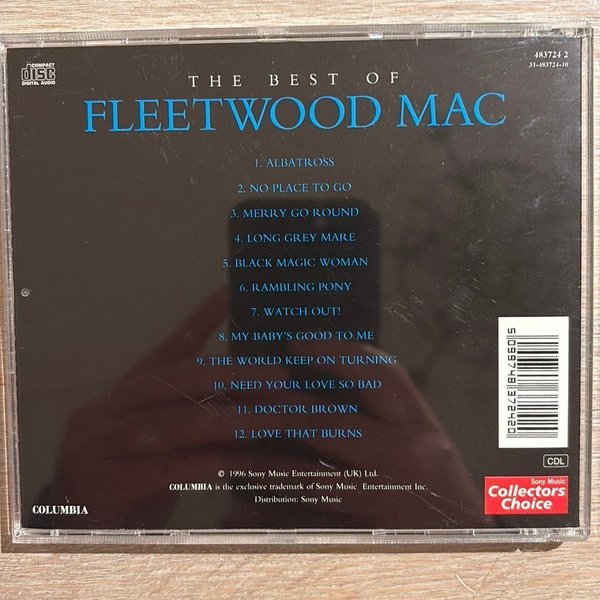 COMPACT
disc
DIGITAL AUDIO
483724 2
31-483724-10
THE BEST OF
FLEETWOOD MAC
1. ALBATROSS
2. NO PLACE TO GO
3. MERRY GO ROUND
4. LONG GREY MARE
5. BLACK MAGIC WOMAN
6. RAMBLING PONY
7. WATCH OUT!
8. MY BABY'S GOOD TO ME
9. THE WORLD KEEP ON TURNING
10. NEED YOUR LOVE SO BAD
11. DOCTOR BROWN
12. LOVE THAT BURNS
5 099748 372420
CDL
© 1996 Sony Music Entertainment (UK) Ltd.
COLUMBIA is the exclusive trademark of Sony Music Entertainment Inc.
Distribution: Sony Music
COLUMBIA
Sony Music
Collectors
Choice